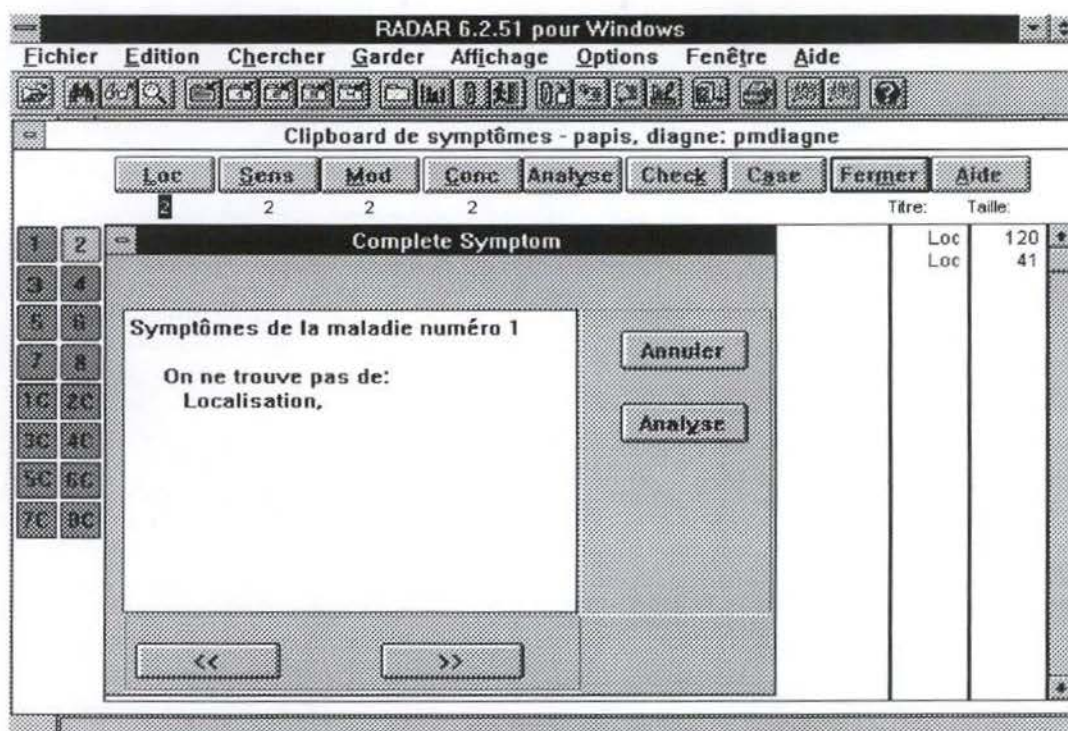 RADAR 6.2.51 pour Windows
Fichier Edition Chercher Garder Affichage Options Fenêtre Aide
Clipboard de symptômes - papis, diagne: pmdiagne
Loc Sens Mod Conc Analyse Check Case Fermer Aide
2 2 2 2 Titre: Taille:
1 2 Complete Symptom Loc 120
Loc 41
3 4
5 6 Symptômes de la maladie numéro 1
Annuler
7 8 On ne trouve pas de:
1C 2C Localisation,
Analyse
3C 4C
5C 6C
7C 8C
<< >>